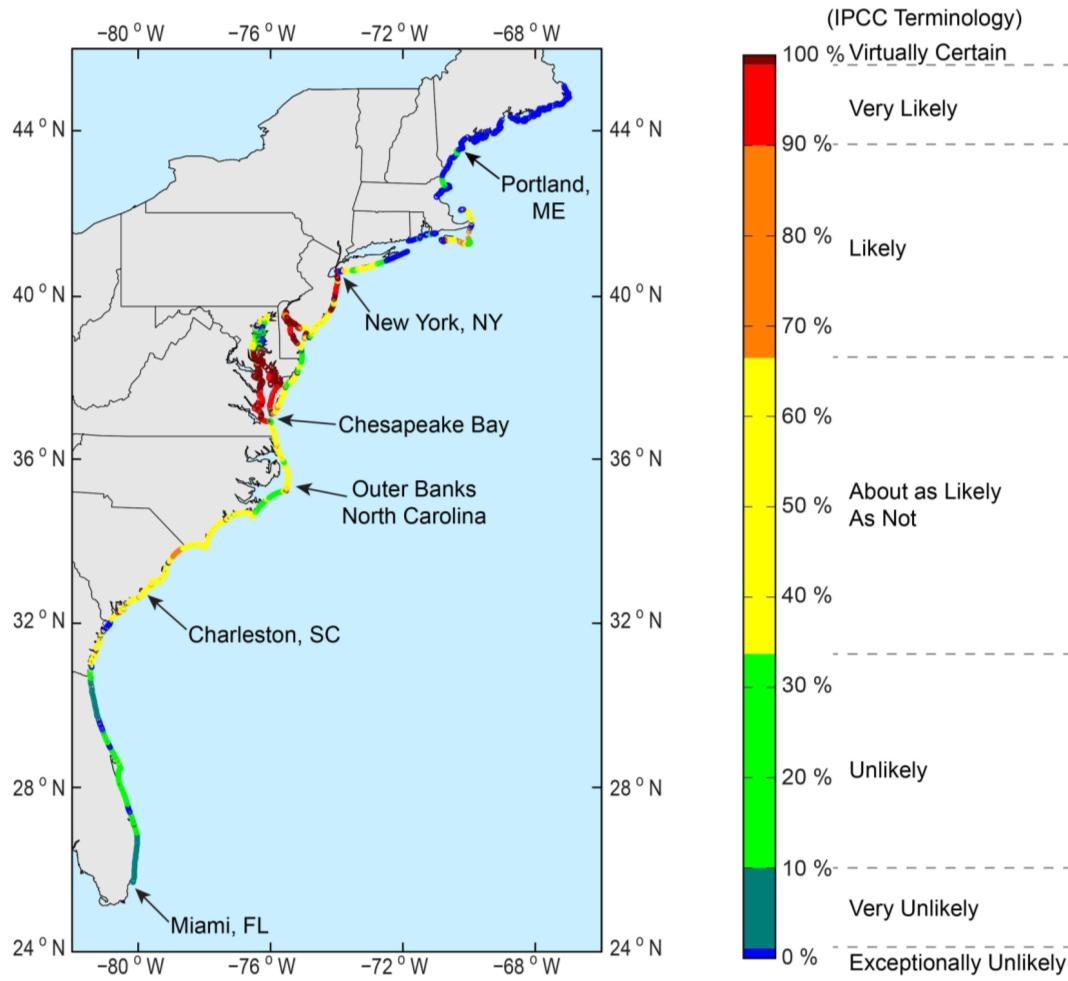 (IPCC Terminology)
−80 ° W −76 ° W −72 ° W −68 ° W
100 % Virtually Certain
Very Likely
44 ° N 44 ° N
90 %
Portland,
ME
80 %
Likely
40 ° N 40 ° N
New York, NY
70 %
60 %
Chesapeake Bay
36 ° N 36 ° N
Outer Banks
North Carolina
50 %
About as Likely
As Not
40 %
32 ° N 32 ° N
Charleston, SC
30 %
28 ° N 28 ° N
20 %
Unlikely
10 %
Very Unlikely
Miami, FL
24 ° N 24 ° N
0 %
Exceptionally Unlikely
−80 ° W −76 ° W −72 ° W −68 ° W